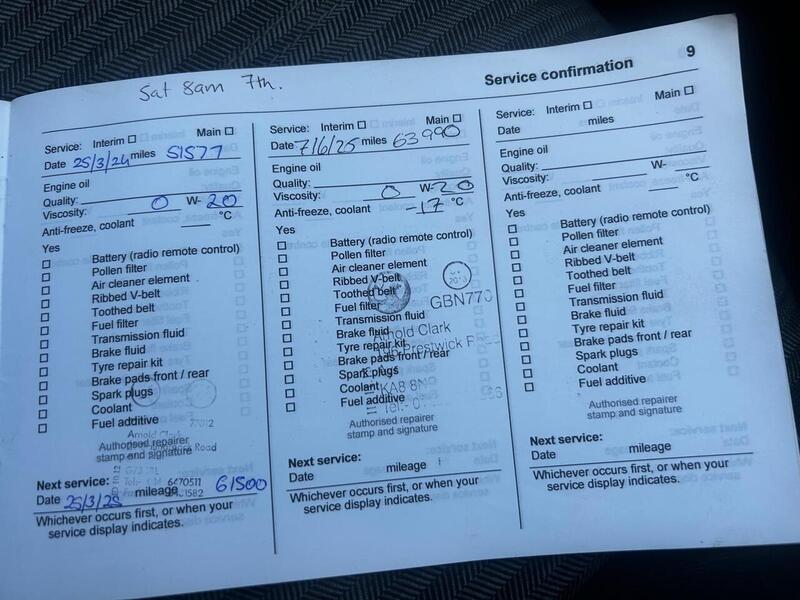 9
Sat 8am 7th.
Service confirmation
Service: Interim Main
Date 25/3/24 miles 51577
Engine oil
Quality:
Viscosity: 0 W- 20
Anti-freeze, coolant °C
Yes
Battery (radio remote control)
Pollen filter
Air cleaner element
Ribbed V-belt
Toothed belt
Fuel filter
Transmission fluid
Brake fluid
Tyre repair kit
Brake pads front / rear
Spark plugs
Coolant
Fuel additive
Authorised repairer
stamp and signature
Arnold Clark
Road
Next service:
Date 25/3/25 mileage 61500
Whichever occurs first, or when your
service display indicates.
Service: Interim Main
Date 7/6/25 miles 63990
Engine oil
Quality:
Viscosity: 0 W- 20
Anti-freeze, coolant -17 °C
Yes
Battery (radio remote control)
Pollen filter
Air cleaner element
Ribbed V-belt
Toothed belt
Fuel filter
GBN770
Transmission fluid
Brake fluid
Arnold Clark
Tyre repair kit
Prestwick
Brake pads front / rear
Spark plugs
Coolant
KA8 8N
Fuel additive
Tel:
Authorised repairer
stamp and signature
Next service:
Date mileage
Whichever occurs first, or when your
service display indicates.
Service: Interim Main
Date miles
Engine oil
Quality:
Viscosity: W-
Anti-freeze, coolant °C
Yes
Battery (radio remote control)
Pollen filter
Air cleaner element
Ribbed V-belt
Toothed belt
Fuel filter
Transmission fluid
Brake fluid
Tyre repair kit
Brake pads front / rear
Spark plugs
Coolant
Fuel additive
Authorised repairer
stamp and signature
Next service:
Date mileage
Whichever occurs first, or when your
service display indicates.